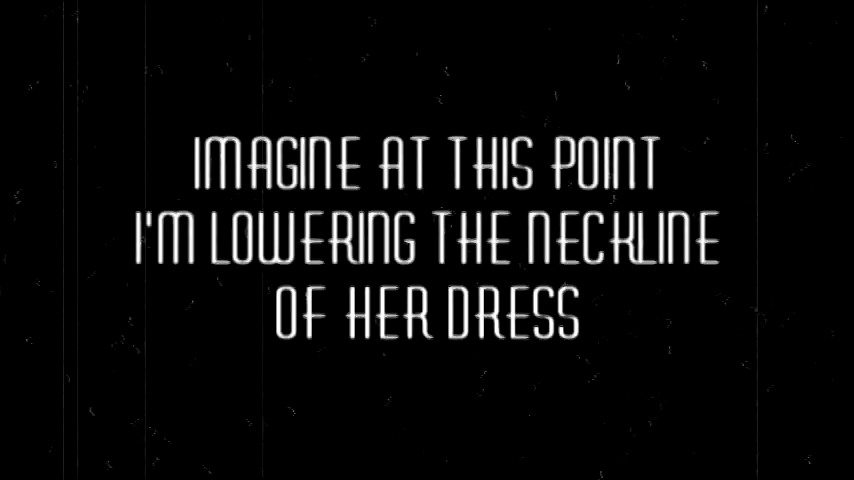 IMAGINE AT THIS POINT
I'M LOWERING THE NECKLINE
OF HER DRESS